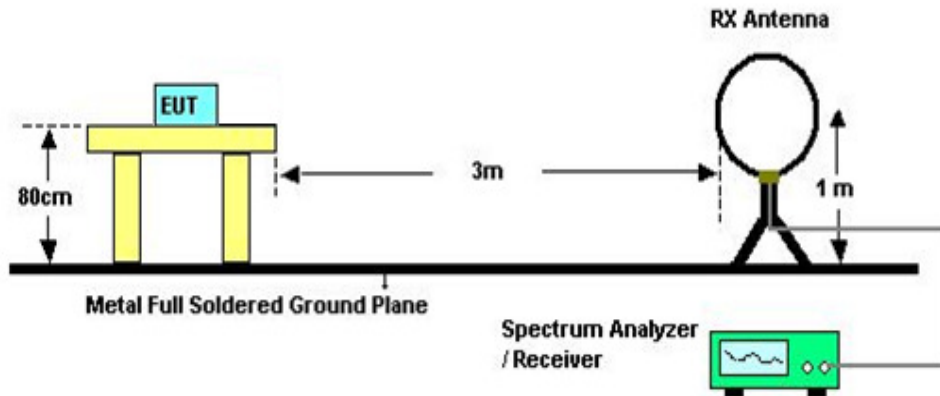 RX Antenna
EUT
3m
80cm
1 m
Metal Full Soldered Ground Plane
Spectrum Analyzer
/ Receiver